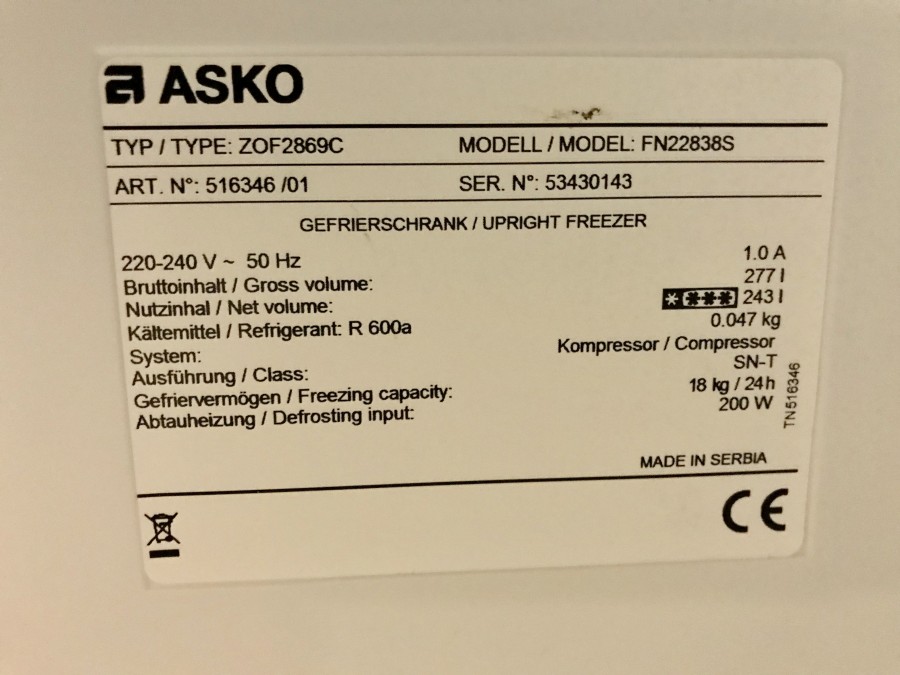 ASKO
TYP / TYPE: ZOF2869C MODELL / MODEL: FN22838S
ART. N°: 516346 /01 SER. N°: 53430143
GEFRIERSCHRANK / UPRIGHT FREEZER
220-240 V ~ 50 Hz 1.0 A
Bruttoinhalt / Gross volume: 277 l
Nutzinhal / Net volume: 243 l
Kältemittel / Refrigerant: R 600a 0.047 kg
System: Kompressor / Compressor
Ausführung / Class: SN-T
Gefriervermögen / Freezing capacity: 18 kg / 24h
Abtauheizung / Defrosting input: 200 W
TN516346
MADE IN SERBIA
CE